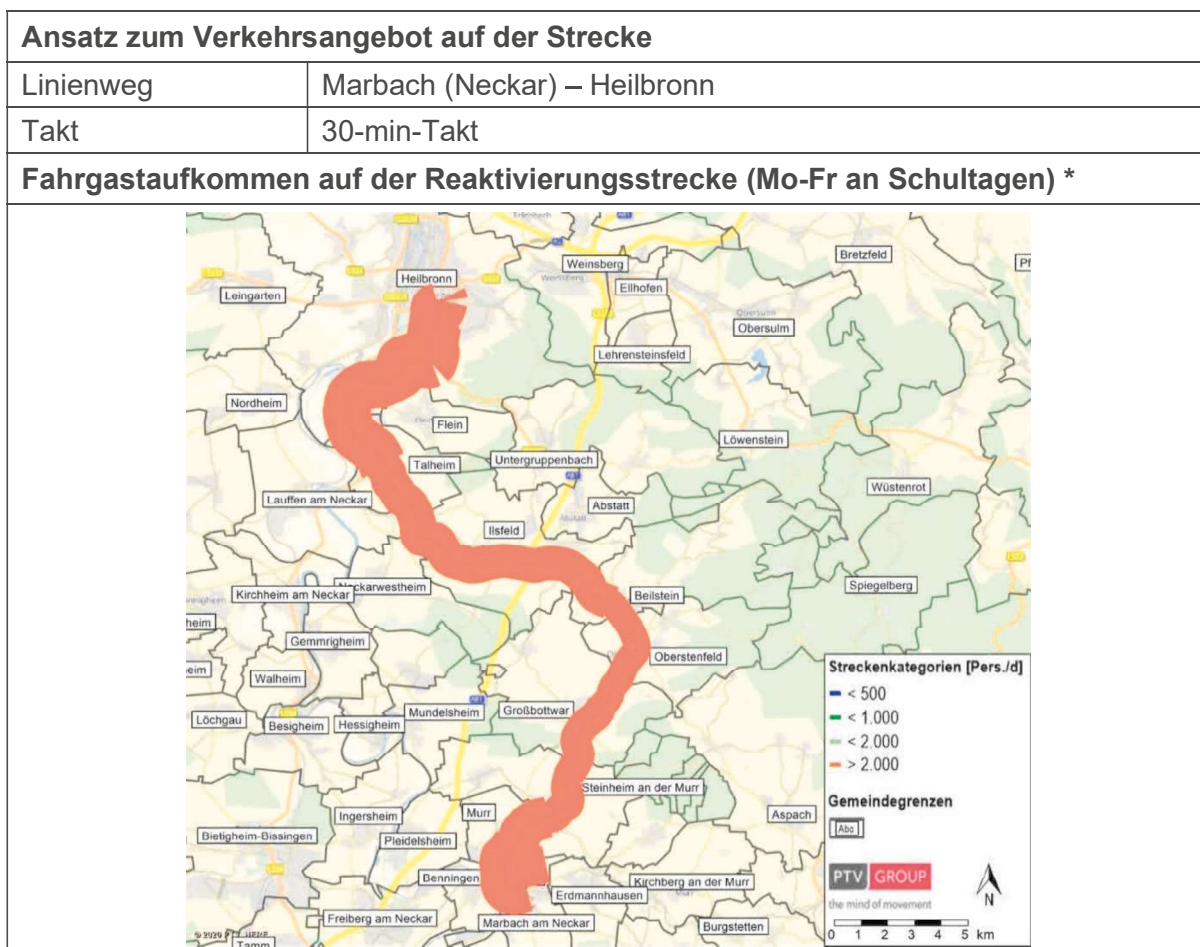 Ansatz zum Verkehrsangebot auf der Strecke
Linienweg Marbach (Neckar) – Heilbronn
Takt 30-min-Takt
Fahrgastaufkommen auf der Reaktivierungsstrecke (Mo-Fr an Schultagen) *
Heilbronn
Weinsberg
Bretzfeld
Leingarten
Ellhofen
Obersulm
Obersulm
Lehrensteinsfeld
Nordheim
Flein
Löwenstein
Talheim
Untergruppenbach
A81
Wüstenrot
Lauffen am Neckar
Abstatt
Ilsfeld
Neckarwestheim
Spiegelberg
Kirchheim am Neckar
Beilstein
Gemmrigheim
Oberstenfeld
Walheim
Löchgau
Mundelsheim
A81
Großbottwar
Besigheim
Hessigheim
Steinheim an der Murr
Ingersheim
Murr
Aspach
Bietigheim-Bissingen
Pleidelsheim
Benningen
Kirchberg an der Murr
Erdmannhausen
Freiberg am Neckar
Marbach am Neckar
Burgstetten
Tamm
Streckenkategorien [Pers./d]
< 500
< 1.000
< 2.000
> 2.000
Gemeindegrenzen
Abc
PTV GROUP
the mind of movement
N
0 1 2 3 4 5 km